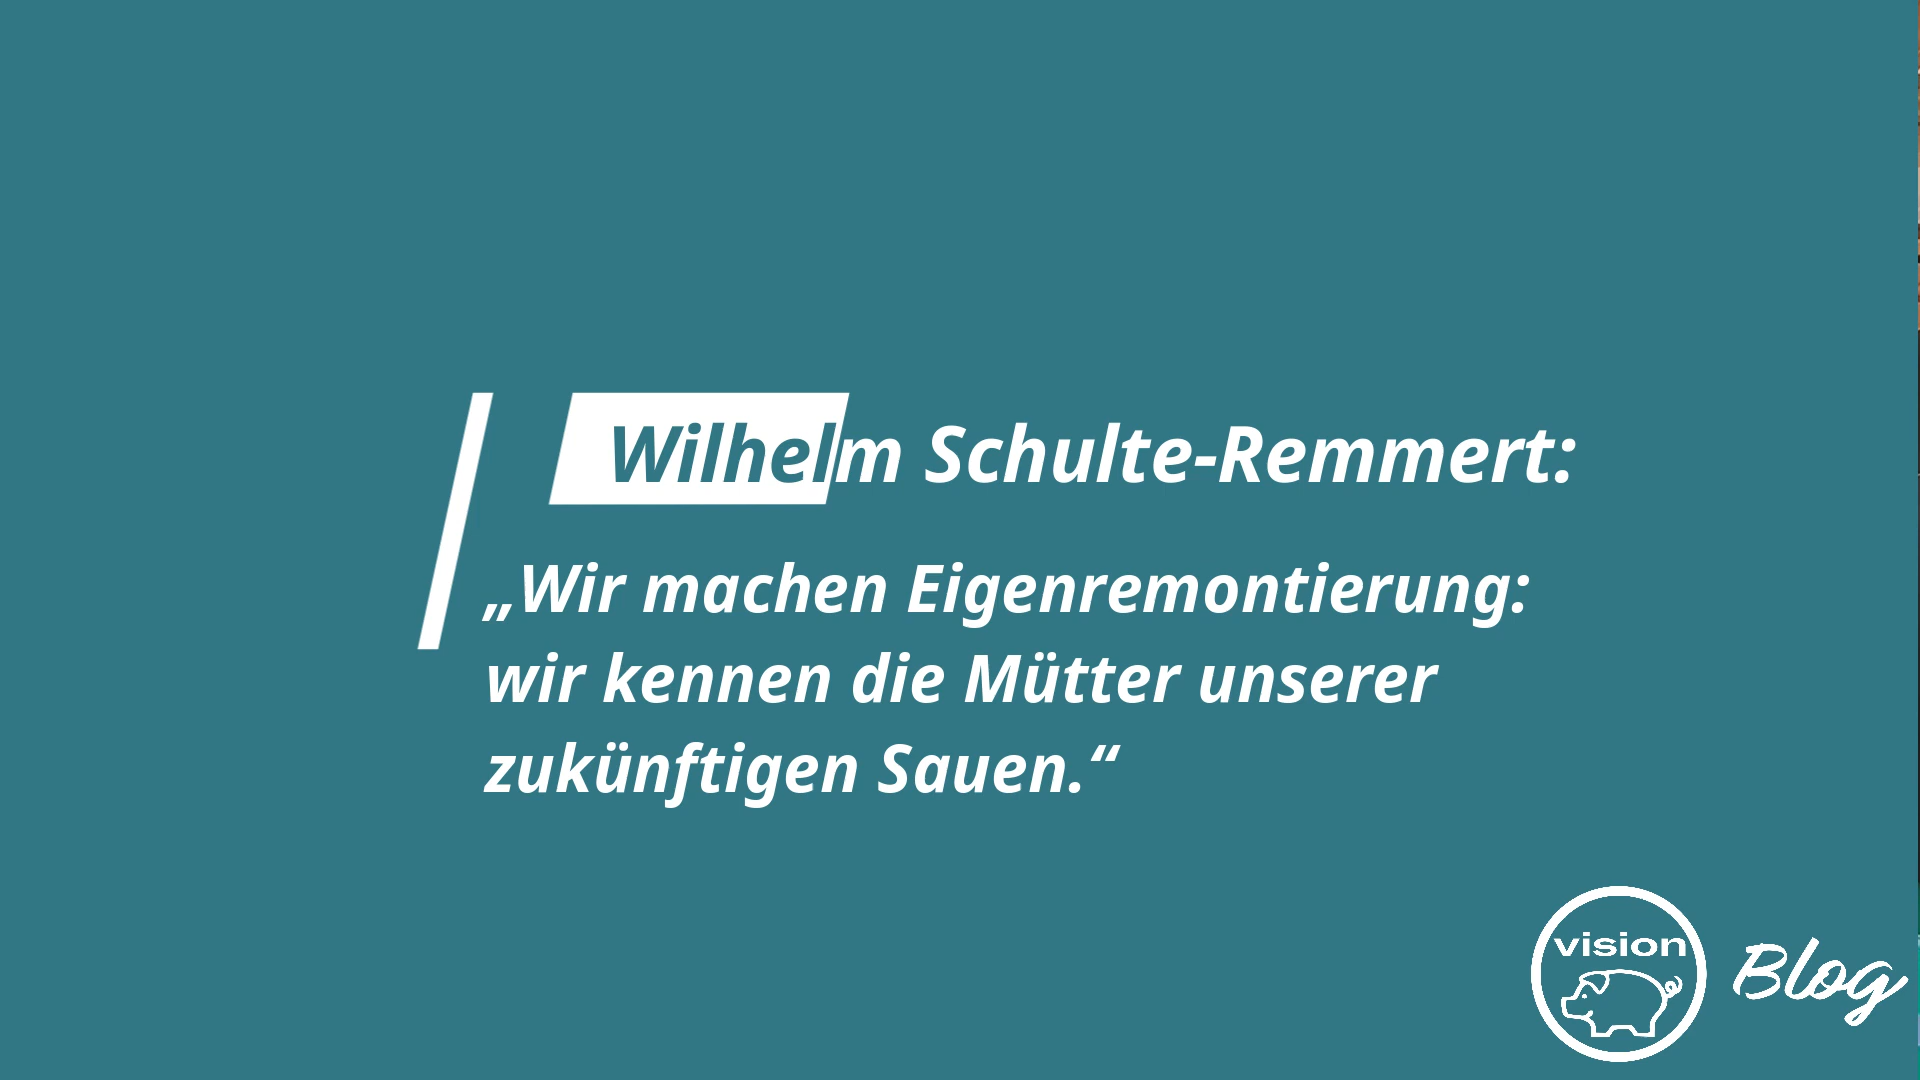 Wilhelm Schulte-Remmert:
„Wir machen Eigenremontierung:
wir kennen die Mütter unserer
zukünftigen Sauen.“
vision
Blog